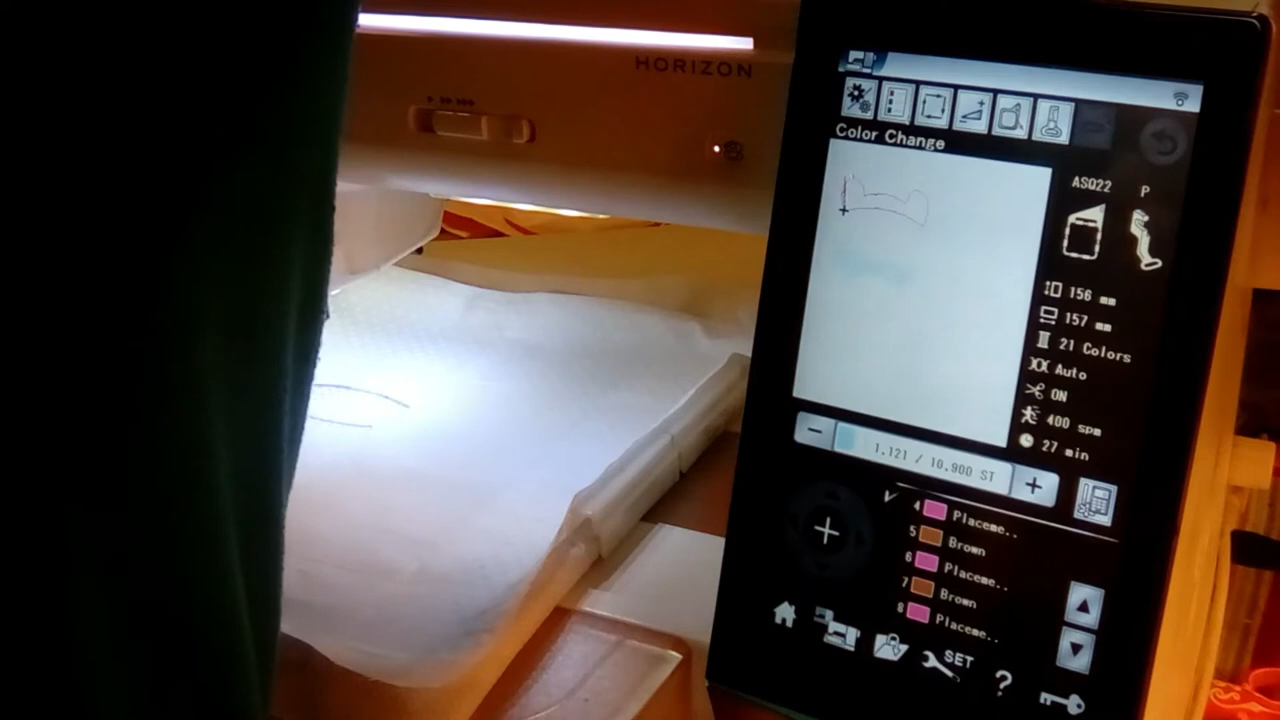 HORIZON
Color Change
ASQ22 P
156 mm
157 mm
21 Colors
Auto
ON
400 spm
27 min
- 1.121 / 10.900 ST +
4 Placeme..
5 Brown
6 Placeme..
7 Brown
8 Placeme..
SET
?